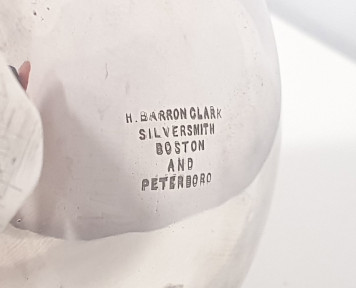 H. BARRON CLARK
SILVERSMITH
BOSTON
AND
PETERBORO